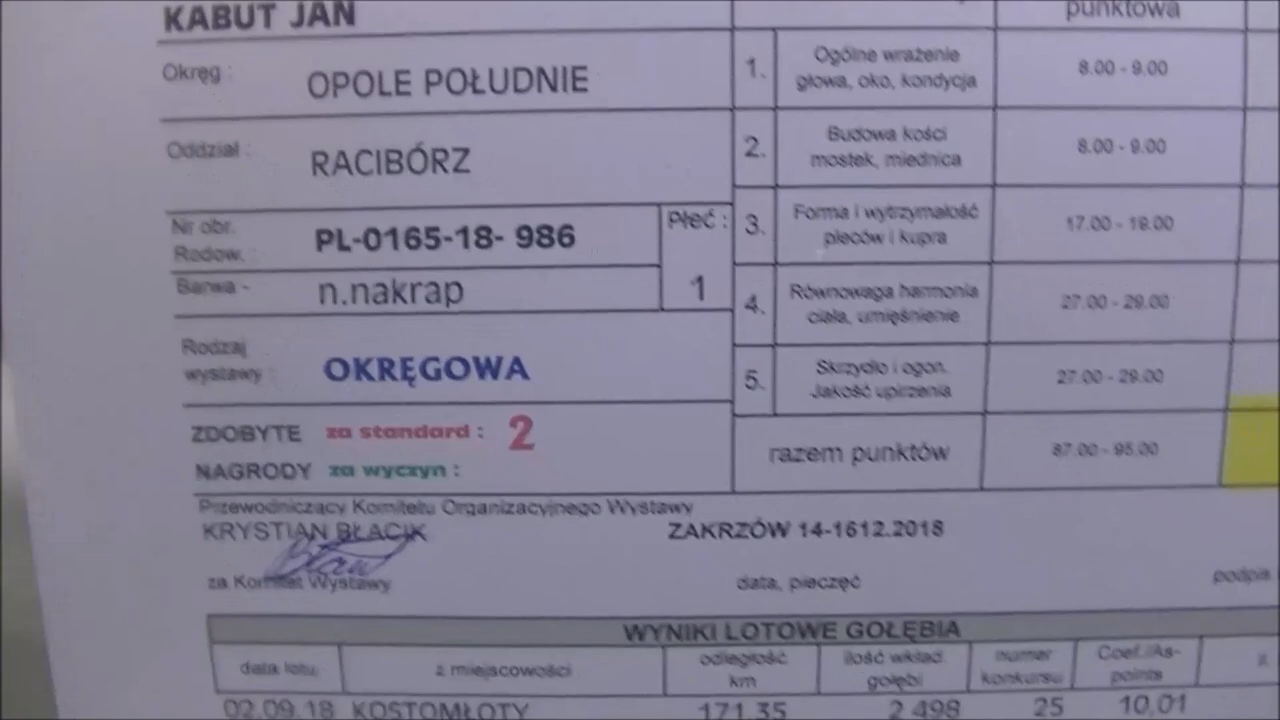 KABUT JAN
Okręg : OPOLE POŁUDNIE
Oddział : RACIBÓRZ
Nr obr. Rodow. : PL-0165-18- 986
Płeć : 1
Barwa - n.nakrap
Rodzaj wystawy : OKRĘGOWA
ZDOBYTE za standard : 2
NAGRODY za wyczyn :
punktowa
1. Ogólne wrażenie głowa, oko, kondycja 8.00 - 9.00
2. Budowa kości mostek, miednica 8.00 - 9.00
3. Forma i wytrzymałość pleców i kupra 17.00 - 19.00
4. Równowaga harmonia ciała, umięśnienie 27.00 - 29.00
5. Skrzydło i ogon. Jakość upirzenia 27.00 - 29.00
razem punktów 87.00 - 95.00
Przewodniczący Komitetu Organizacyjnego Wystawy
KRYSTIAN BŁACIK ZAKRZÓW 14-1612.2018
za Komitet Wystawy data, pieczęć podpis
WYNIKI LOTOWE GOŁĘBIA
data lotu z miejscowości odległość km ilość wkład. gołębi numer konkursu Coef./As-points
02.09.18 KOSTOMŁOTY 171,35 2 498 25 10,01